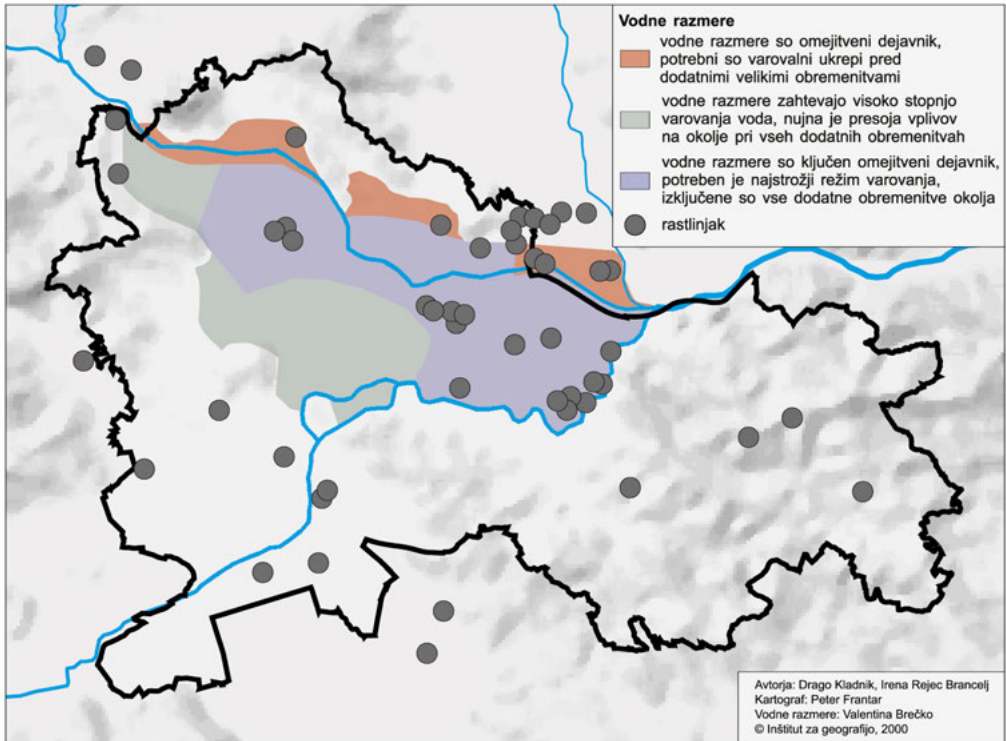 Vodne razmere
vodne razmere so omejitveni dejavnik,
potrebni so varovalni ukrepi pred
dodatnimi velikimi obremenitvami
vodne razmere zahtevajo visoko stopnjo
varovanja voda, nujna je presoja vplivov
na okolje pri vseh dodatnih obremenitvah
vodne razmere so ključen omejitveni dejavnik,
potreben je najstrožji režim varovanja,
izključene so vse dodatne obremenitve okolja
rastlinjak
Avtorja: Drago Kladnik, Irena Rejec Brancelj
Kartograf: Peter Frantar
Vodne razmere: Valentina Brečko
© Inštitut za geografijo, 2000